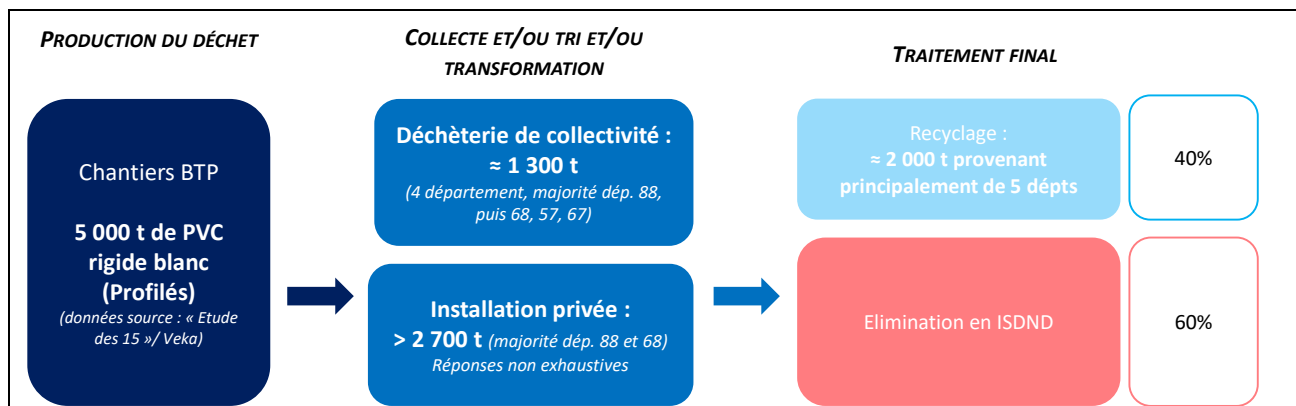 PRODUCTION DU DÉCHET
COLLECTE ET/OU TRI ET/OU
TRANSFORMATION
TRAITEMENT FINAL
Chantiers BTP
5 000 t de PVC
rigide blanc
(Profilés)
(données source : « Etude
des 15 »/ Veka)
Déchèterie de collectivité :
≈ 1 300 t
(4 département, majorité dép. 88,
puis 68, 57, 67)
Installation privée :
> 2 700 t (majorité dép. 88 et 68)
Réponses non exhaustives
Recyclage :
≈ 2 000 t provenant
principalement de 5 dépts
40%
Elimination en ISDND
60%